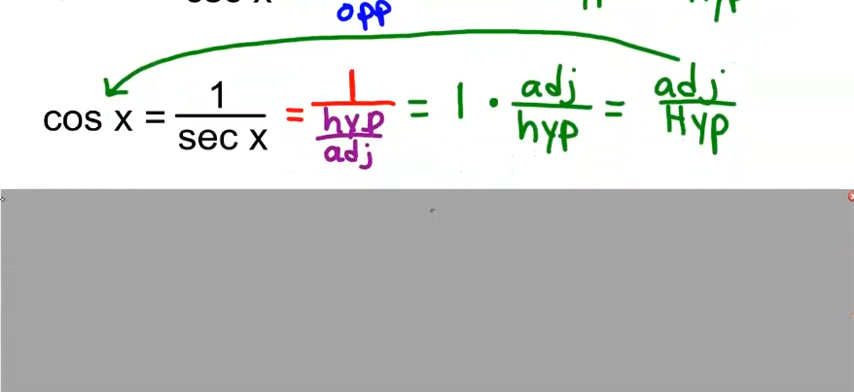 opp
cos x = 1 / sec x = 1 / (hyp / adj) = 1 · adj / hyp = adj / Hyp